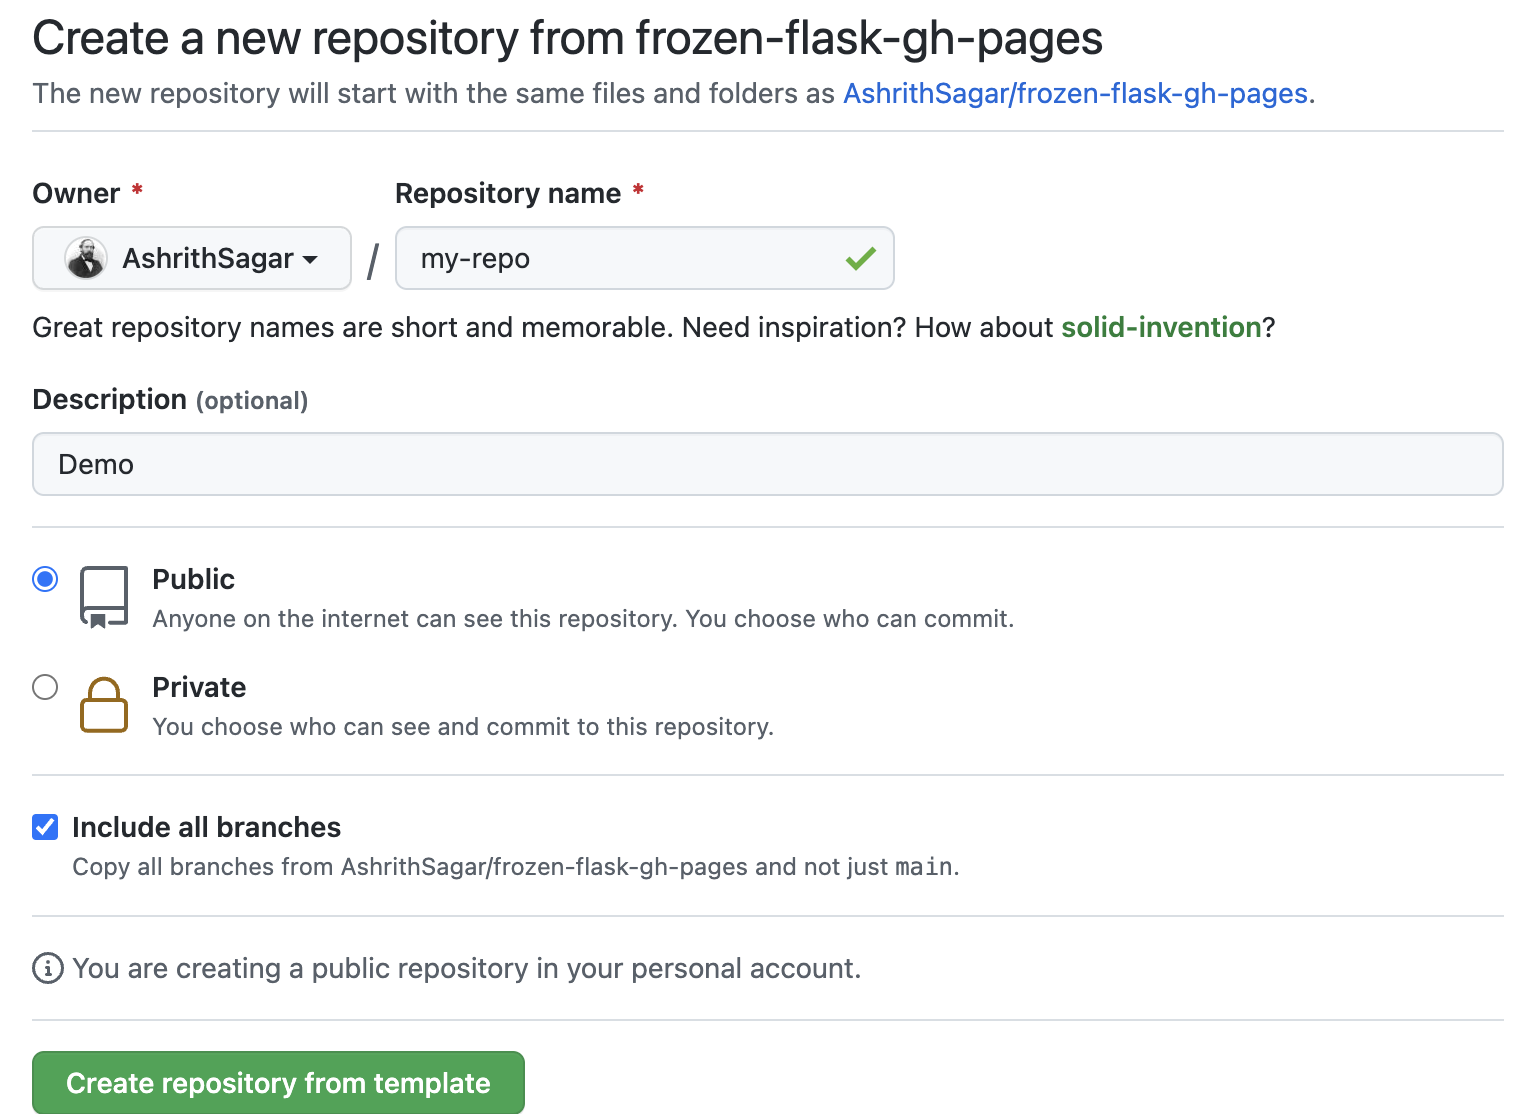 Create a new repository from frozen-flask-gh-pages
The new repository will start with the same files and folders as AshrithSagar/frozen-flask-gh-pages.
Owner * Repository name *
AshrithSagar / my-repo
Great repository names are short and memorable. Need inspiration? How about solid-invention?
Description (optional)
Demo
Public
Anyone on the internet can see this repository. You choose who can commit.
Private
You choose who can see and commit to this repository.
Include all branches
Copy all branches from AshrithSagar/frozen-flask-gh-pages and not just main.
You are creating a public repository in your personal account.
Create repository from template